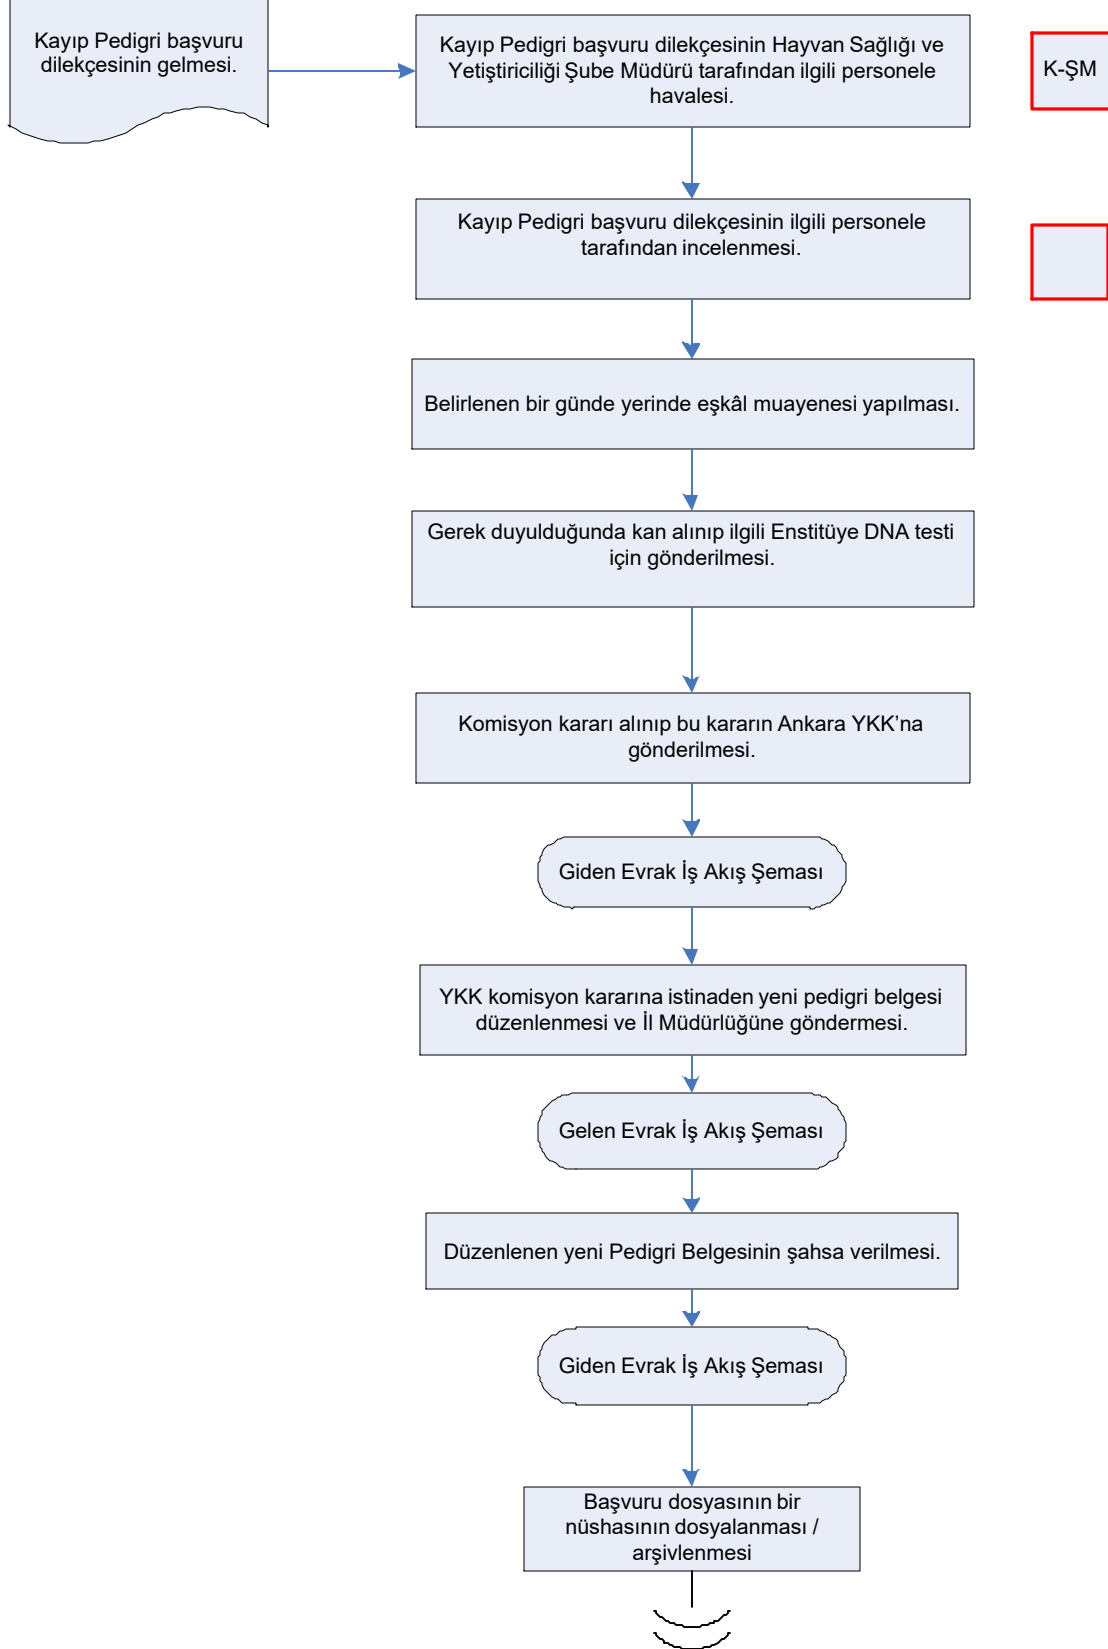 Kayıp Pedigri başvuru
dilekçesinin gelmesi.
Kayıp Pedigri başvuru dilekçesinin Hayvan Sağlığı ve
Yetiştiriciliği Şube Müdürü tarafından ilgili personele
havalesi.
K-ŞM
Kayıp Pedigri başvuru dilekçesinin ilgili personele
tarafından incelenmesi.
Belirlenen bir günde yerinde eşkâl muayenesi yapılması.
Gerek duyulduğunda kan alınıp ilgili Enstitüye DNA testi
için gönderilmesi.
Komisyon kararı alınıp bu kararın Ankara YKK’na
gönderilmesi.
Giden Evrak İş Akış Şeması
YKK komisyon kararına istinaden yeni pedigri belgesi
düzenlenmesi ve İl Müdürlüğüne göndermesi.
Gelen Evrak İş Akış Şeması
Düzenlenen yeni Pedigri Belgesinin şahsa verilmesi.
Giden Evrak İş Akış Şeması
Başvuru dosyasının bir
nüshasının dosyalanması /
arşivlenmesi